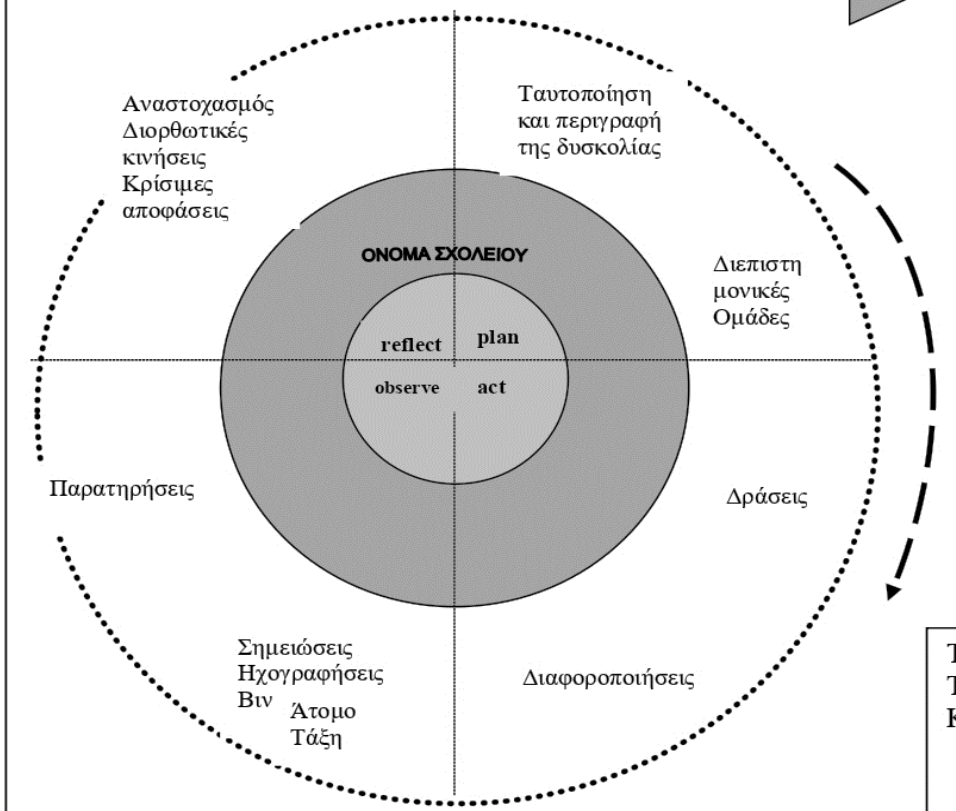 Αναστοχασμός
Διορθωτικές
κινήσεις
Κρίσιμες
αποφάσεις
Ταυτοποίηση
και περιγραφή
της δυσκολίας
Διεπιστη
μονικές
Ομάδες
ΟΝΟΜΑ ΣΧΟΛΕΙΟΥ
reflect
plan
observe
act
Παρατηρήσεις
Δράσεις
Σημειώσεις
Ηχογραφήσεις
Βιν
Άτομο
Τάξη
Διαφοροποιήσεις